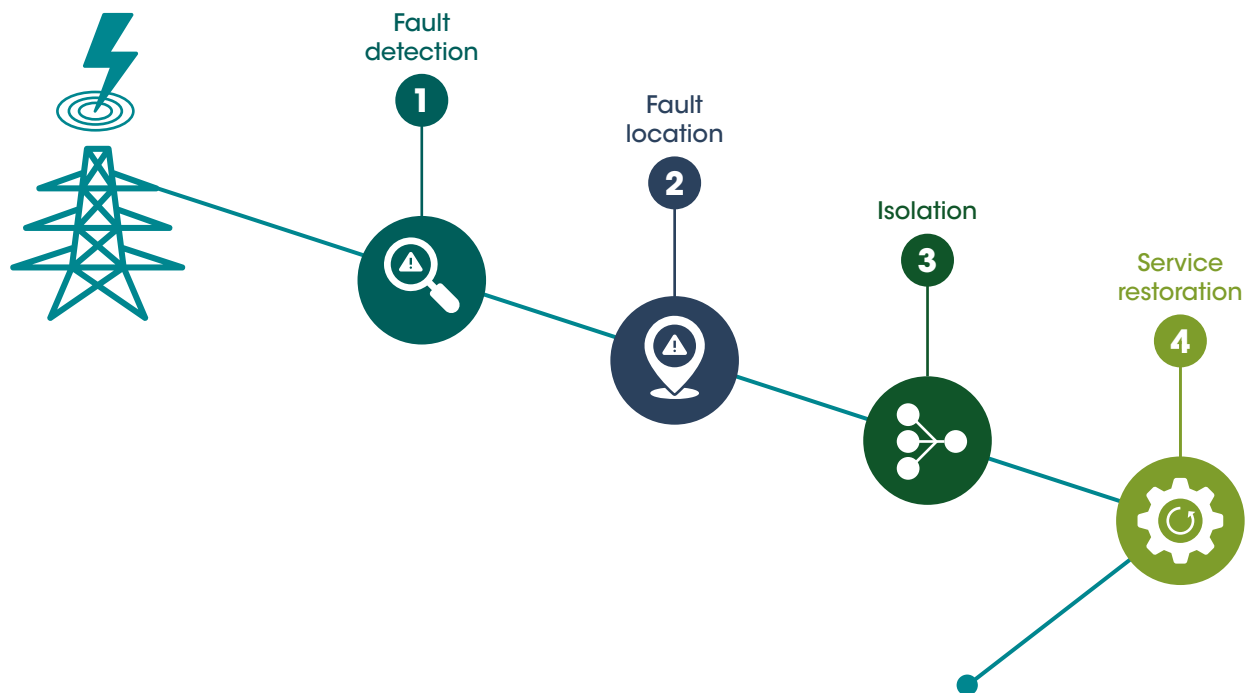 Fault
detection
1
Fault
location
2
Isolation
3
Service
restoration
4